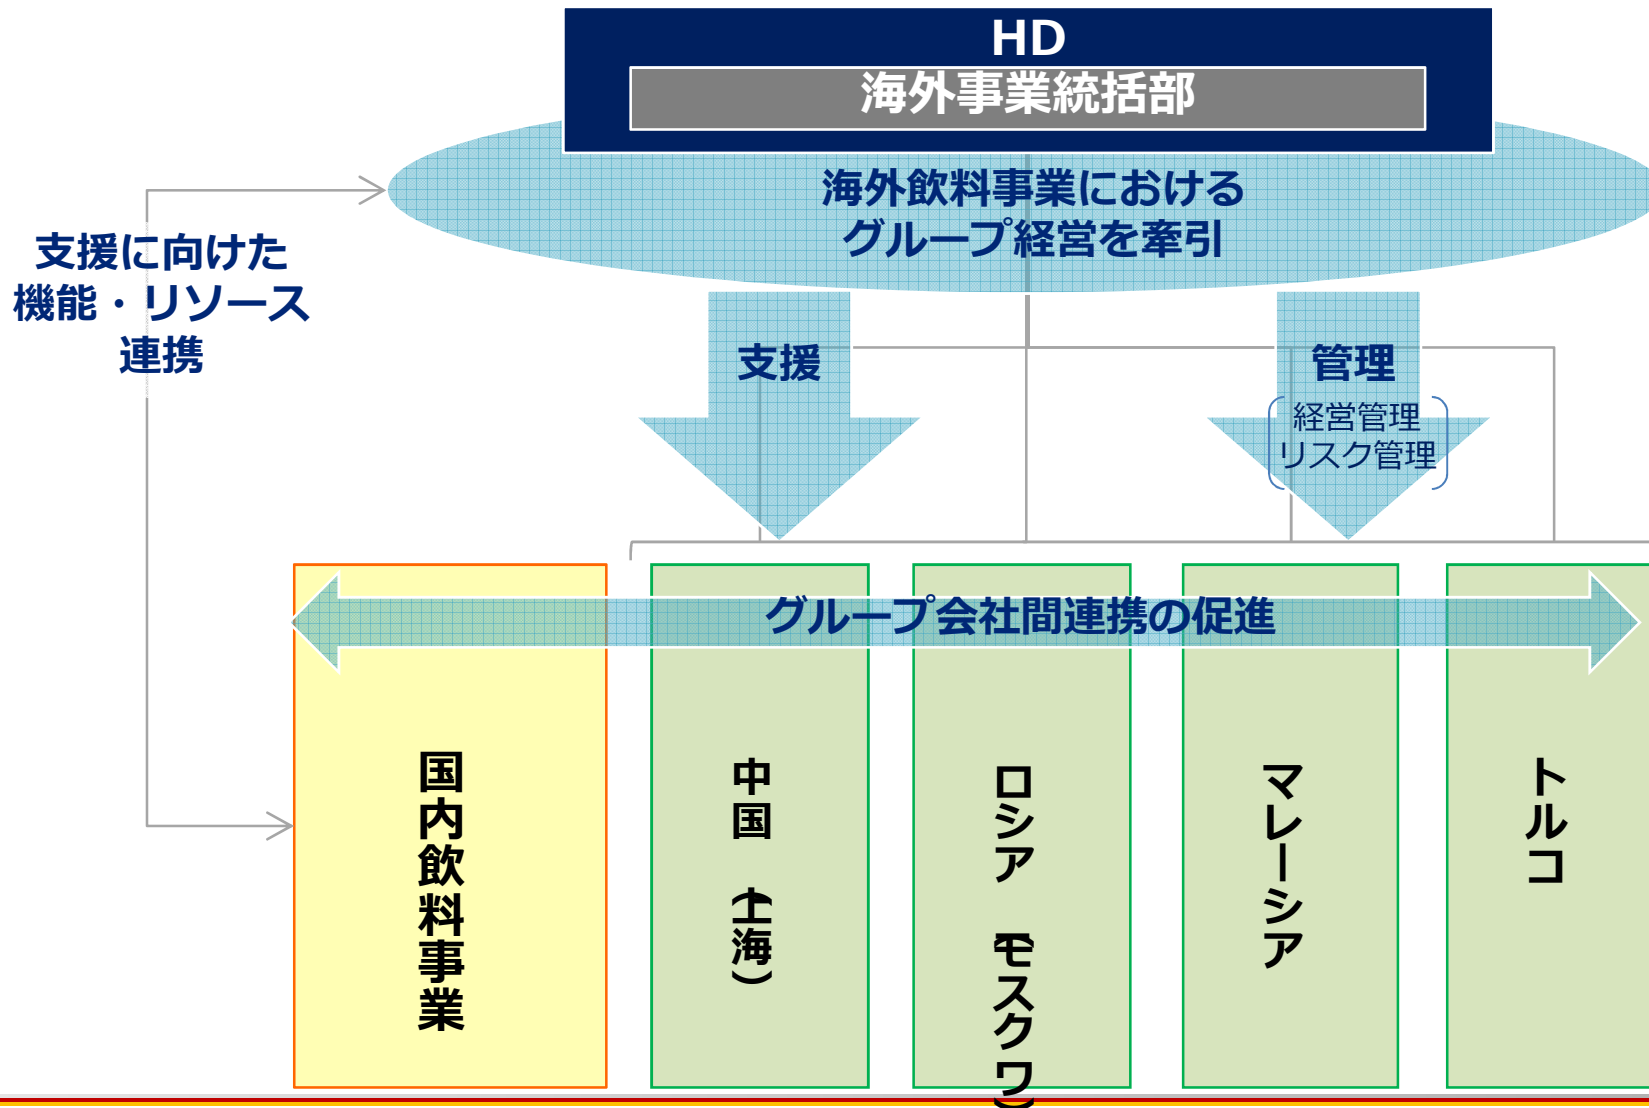 HD
海外事業統括部
海外飲料事業における
グループ経営を牽引
支援に向けた
機能・リソース
連携
支援
管理
経営管理
リスク管理
グループ会社間連携の促進
国内飲料事業
中国（上海）
ロシア（モスクワ）
マレーシア
トルコ